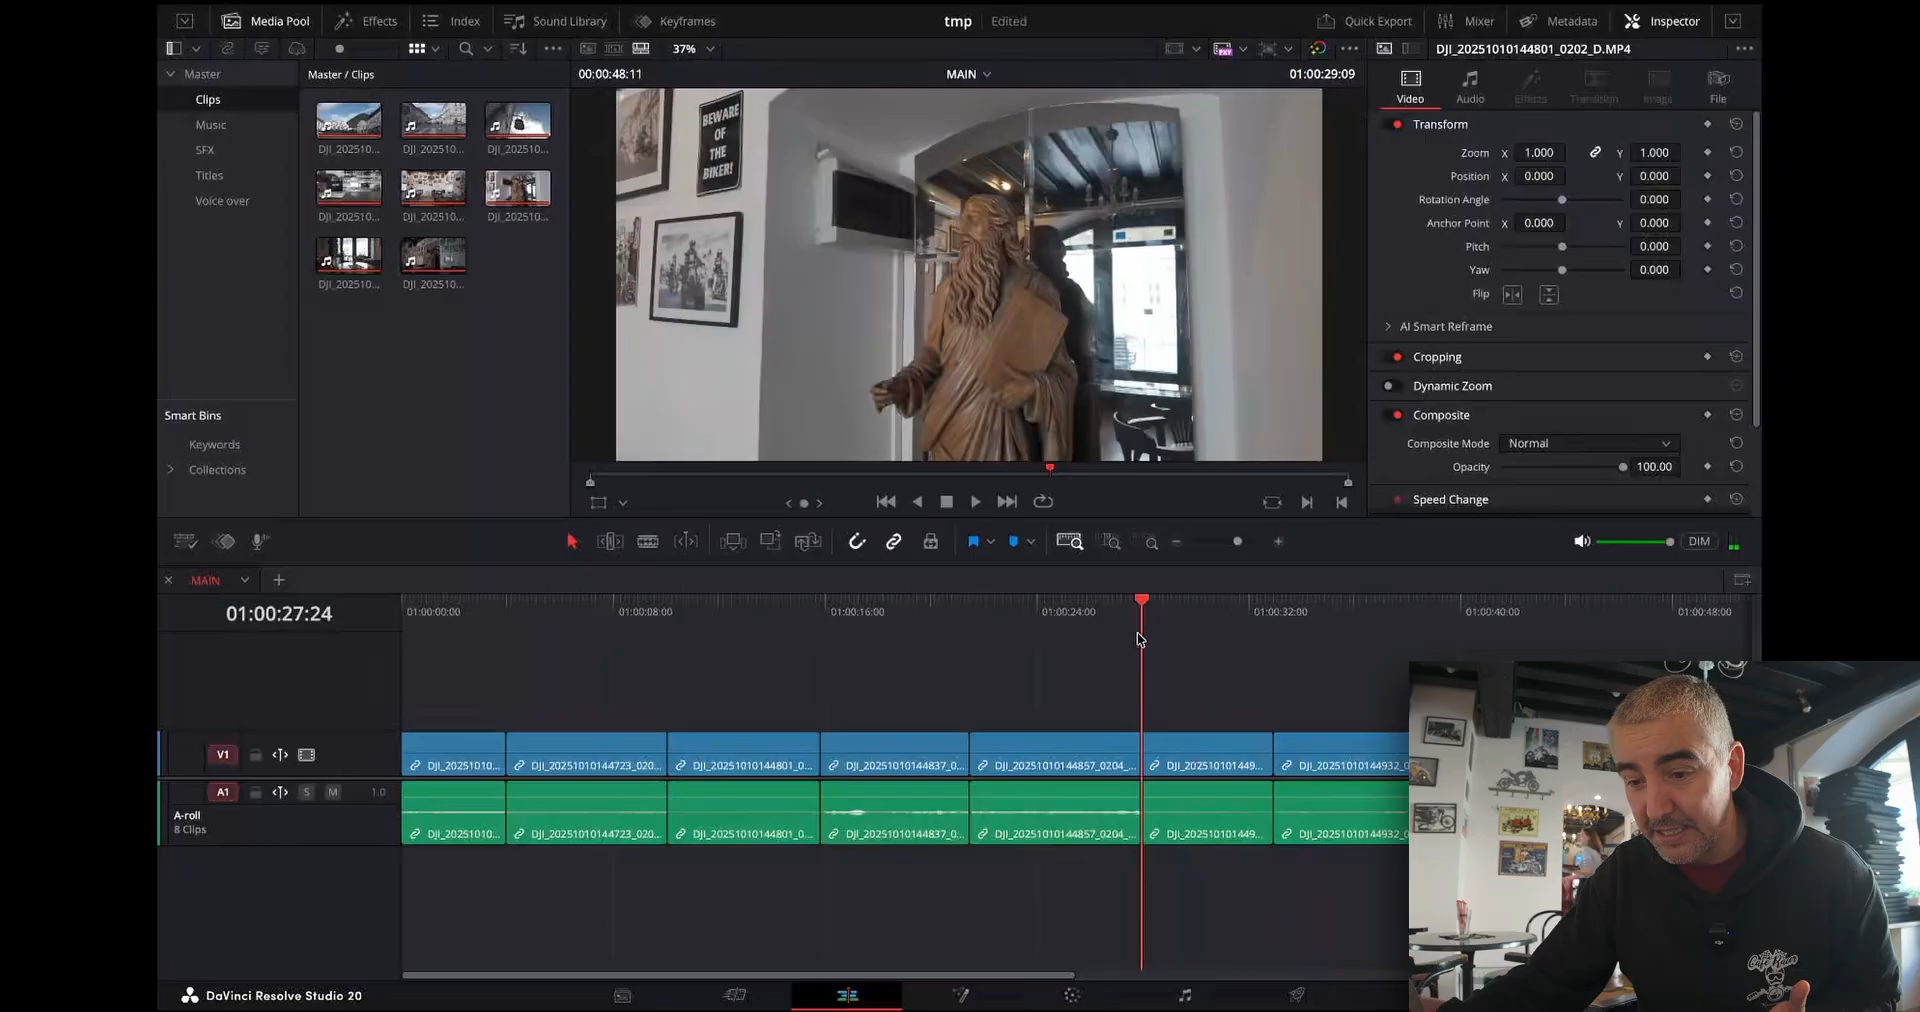 Media Pool
Effects
Index
Sound Library
Keyframes
tmp
Edited
Quick Export
Mixer
Metadata
Inspector
37%
DJI_20251010144801_0202_D.MP4
Master
Master / Clips
00:00:48:11
MAIN
01:00:29:09
Clips
Music
SFX
Titles
Voice over
DJI_202510...
DJI_202510...
DJI_202510...
DJI_202510...
DJI_202510...
DJI_202510...
DJI_202510...
DJI_202510...
Smart Bins
Keywords
Collections
BEWARE
OF
THE
BIKER!
Video
Audio
Effects
Transition
Image
File
Transform
Zoom X 1.000 Y 1.000
Position X 0.000 Y 0.000
Rotation Angle 0.000
Anchor Point X 0.000 Y 0.000
Pitch 0.000
Yaw 0.000
Flip
AI Smart Reframe
Cropping
Dynamic Zoom
Composite
Composite Mode Normal
Opacity 100.00
Speed Change
DIM
MAIN
01:00:27:24
01:00:00:00
01:00:08:00
01:00:16:00
01:00:24:00
01:00:32:00
01:00:40:00
01:00:48:00
V1
DJI_20251010...
DJI_20251010144723_020...
DJI_20251010144801_0...
DJI_20251010144837_0...
DJI_20251010144857_0204_...
DJI_202510101449...
DJI_20251010144932_0
A1
S
M
1.0
A-roll
8 Clips
DJI_20251010...
DJI_20251010144723_020...
DJI_20251010144801_0...
DJI_20251010144837_0...
DJI_20251010144857_0204_...
DJI_202510101449...
DJI_20251010144932_0
DaVinci Resolve Studio 20